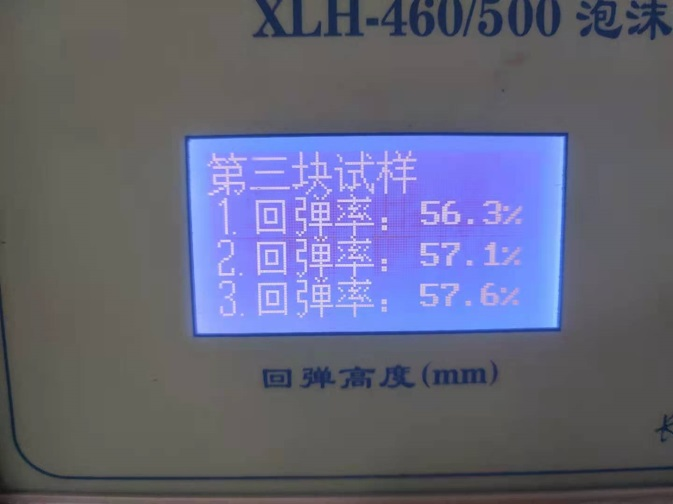 XLH-460/500 泡沫
第三块试样
1.回弹率：56.3%
2.回弹率：57.1%
3.回弹率：57.6%
回弹高度(mm)
长